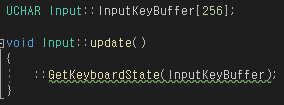 UCHAR Input::InputKeyBuffer[256];
void Input::update()
{
::GetKeyboardState(InputKeyBuffer);
}